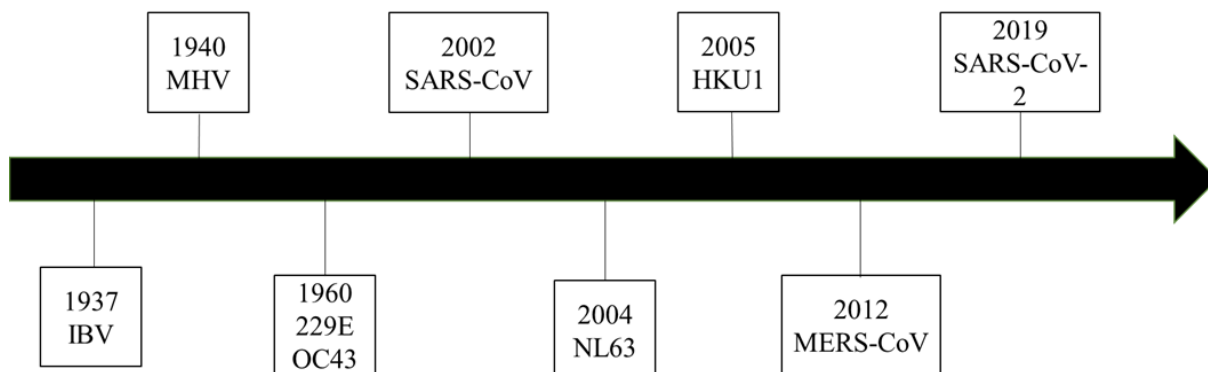 1940
MHV
2002
SARS-CoV
2005
HKU1
2019
SARS-CoV-
2
1937
IBV
1960
229E
OC43
2004
NL63
2012
MERS-CoV